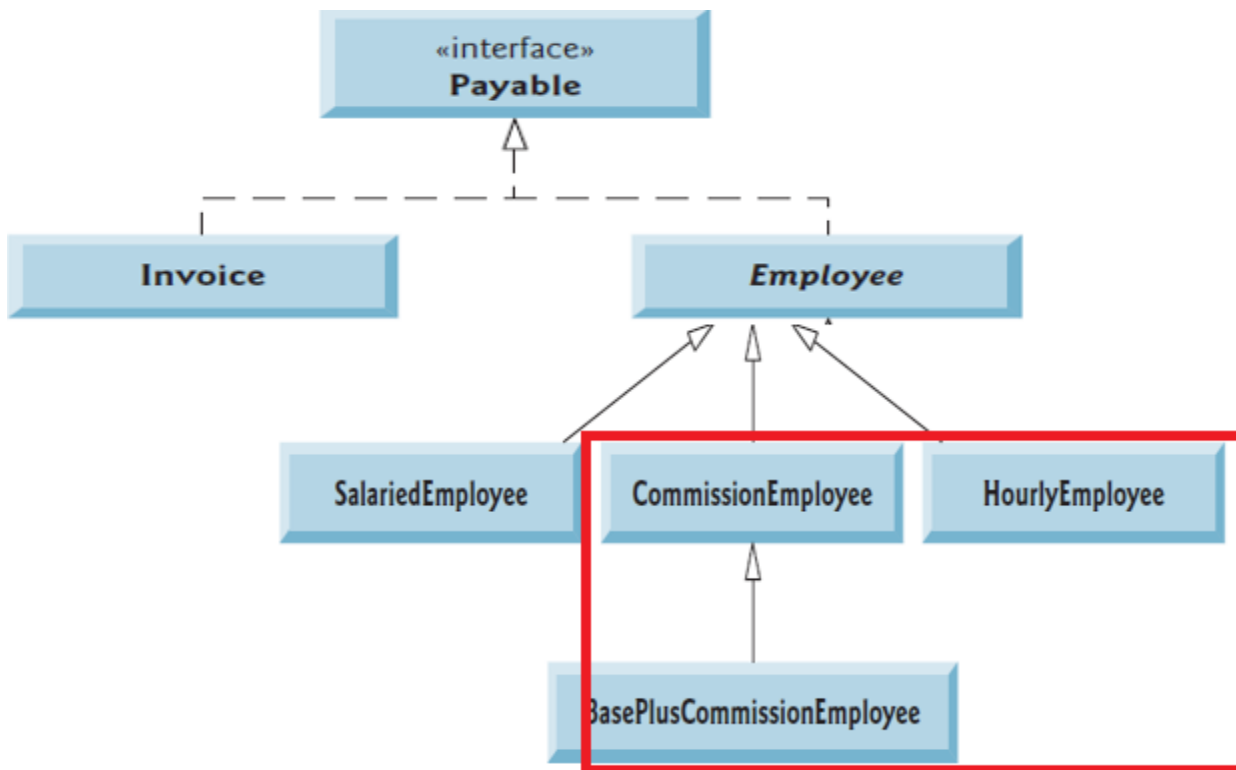 «interface»
Payable
Invoice
Employee
SalariedEmployee
CommissionEmployee
HourlyEmployee
BasePlusCommissionEmployee